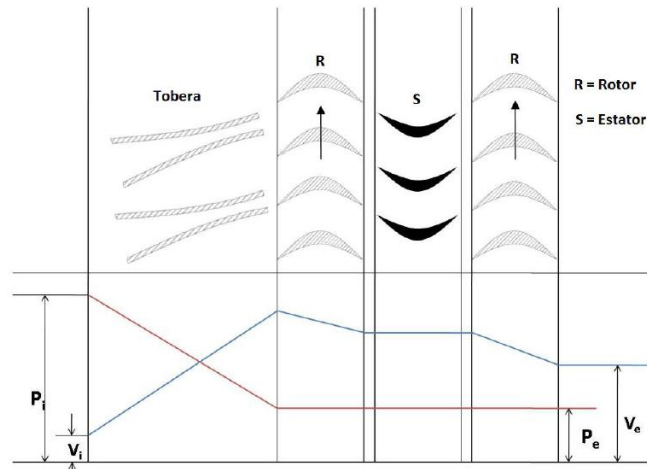 R
R
Tobera
S
R = Rotor
S = Estator
Pi
Vi
Pe
Ve